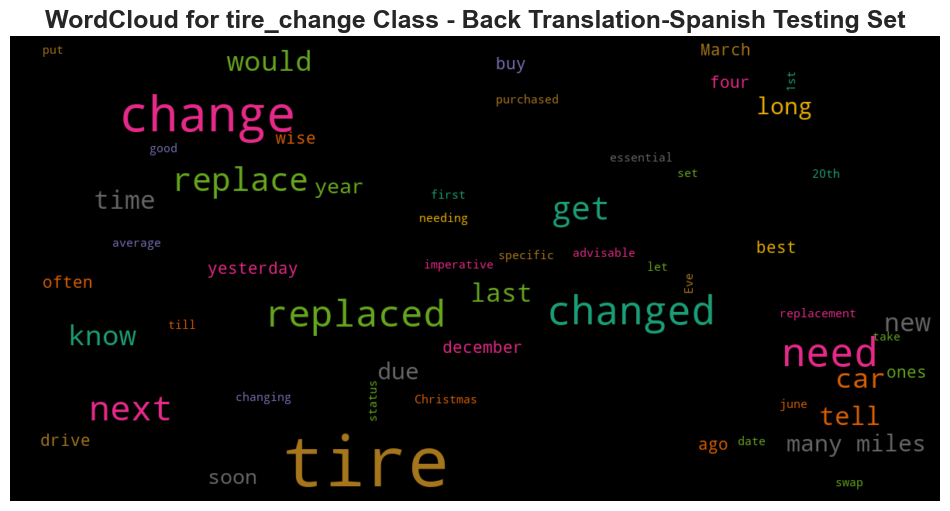 WordCloud for tire_change Class - Back Translation-Spanish Testing Set
put
would
buy
March
four
1st
change
purchased
long
wise
good
essential
replace
year
set
20th
time
first
get
needing
average
best
specific
advisable
imperative
let
yesterday
Eve
often
last
replaced
changed
replacement
new
till
know
take
december
need
due
car
ones
changing
status
Christmas
next
june
tell
drive
ago
date
many miles
tire
soon
swap